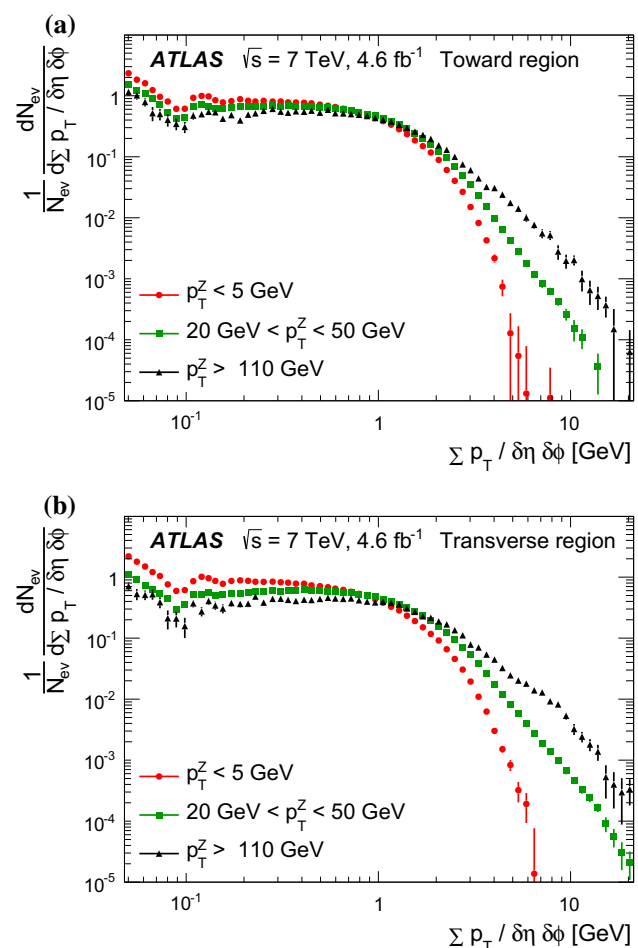 (a)
ATLAS √s = 7 TeV, 4.6 fb⁻¹ Toward region
1/N_ev dN_ev/d∑ p_T / δη δϕ
1
10⁻¹
10⁻²
10⁻³
10⁻⁴
10⁻⁵
p_T^Z < 5 GeV
20 GeV < p_T^Z < 50 GeV
p_T^Z > 110 GeV
10⁻¹ 1 10
∑ p_T / δη δϕ [GeV]
(b)
ATLAS √s = 7 TeV, 4.6 fb⁻¹ Transverse region
1/N_ev dN_ev/d∑ p_T / δη δϕ
1
10⁻¹
10⁻²
10⁻³
10⁻⁴
10⁻⁵
p_T^Z < 5 GeV
20 GeV < p_T^Z < 50 GeV
p_T^Z > 110 GeV
10⁻¹ 1 10
∑ p_T / δη δϕ [GeV]